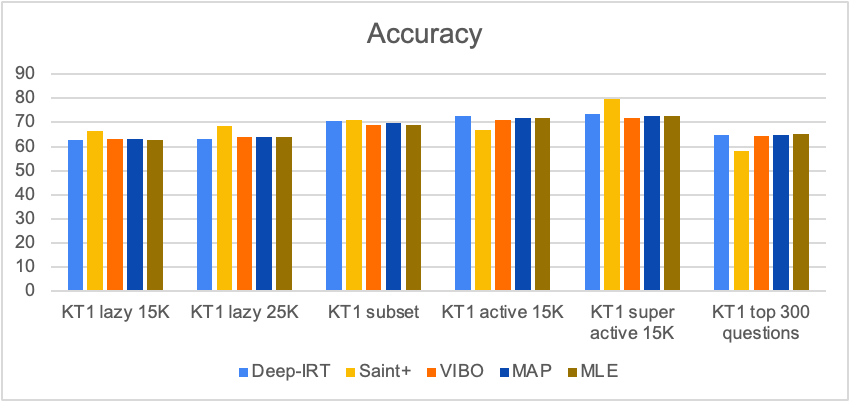 Accuracy
90
80
70
60
50
40
30
20
10
0
KT1 lazy 15K KT1 lazy 25K KT1 subset KT1 active 15K KT1 super KT1 top 300
active 15K questions
Deep-IRT Saint+ VIBO MAP MLE